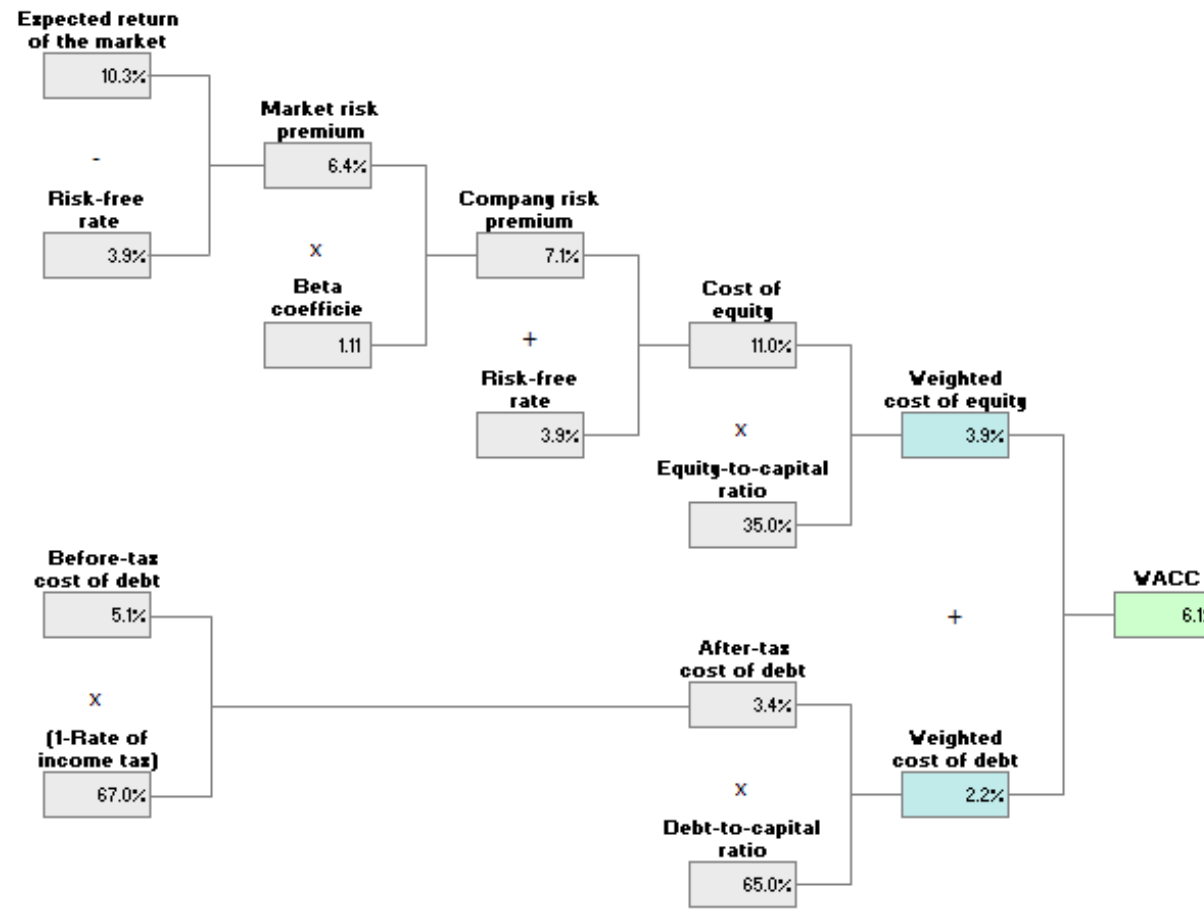 Expected return
of the market
10.3%
-
Risk-free
rate
3.9%
Market risk
premium
6.4%
x
Beta
coefficie
1.11
Company risk
premium
7.1%
+
Risk-free
rate
3.9%
Cost of
equity
11.0%
x
Equity-to-capital
ratio
35.0%
Weighted
cost of equity
3.9%
Before-tax
cost of debt
5.1%
x
(1-Rate of
income tax)
67.0%
After-tax
cost of debt
3.4%
x
Debt-to-capital
ratio
65.0%
Weighted
cost of debt
2.2%
+
WACC
6.1